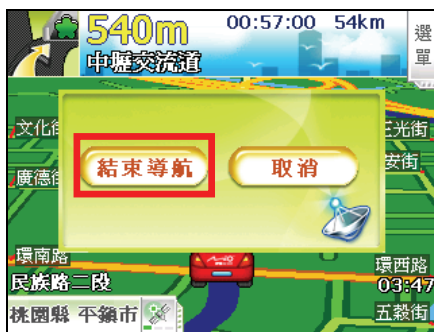 540m
00:57:00 54km
選單
中壢交流道
文化街
三光街
廣德街
安街
結束導航
取消
Mio
環南路
環西路
民族路二段
03:47
桃園縣 平鎮市
五穀街